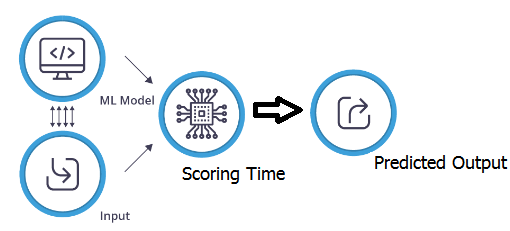 </>
ML Model
Scoring Time
Predicted Output
Input